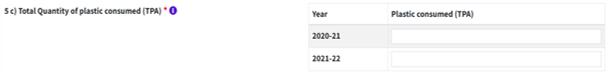 5 c) Total Quantity of plastic consumed (TPA) *
Year Plastic consumed (TPA)
2020-21
2021-22